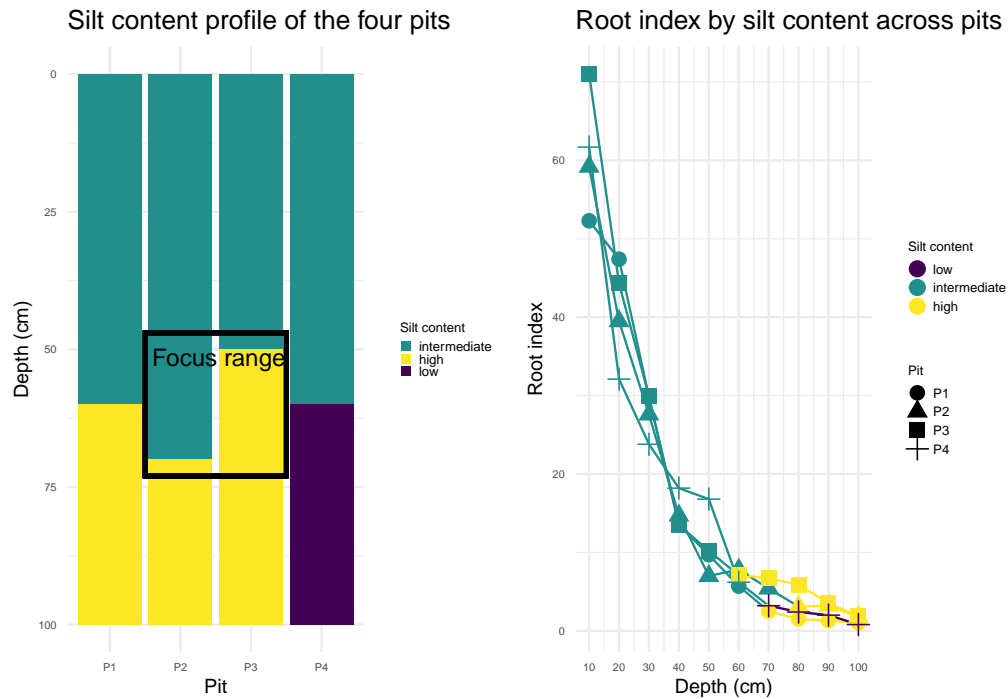 Silt content profile of the four pits
0
25
50
75
100
Depth (cm)
Focus range
P1 P2 P3 P4
Pit
Silt content
intermediate
high
low
Root index by silt content across pits
60
40
20
0
Root index
10 20 30 40 50 60 70 80 90 100
Depth (cm)
Silt content
low
intermediate
high
Pit
P1
P2
P3
P4